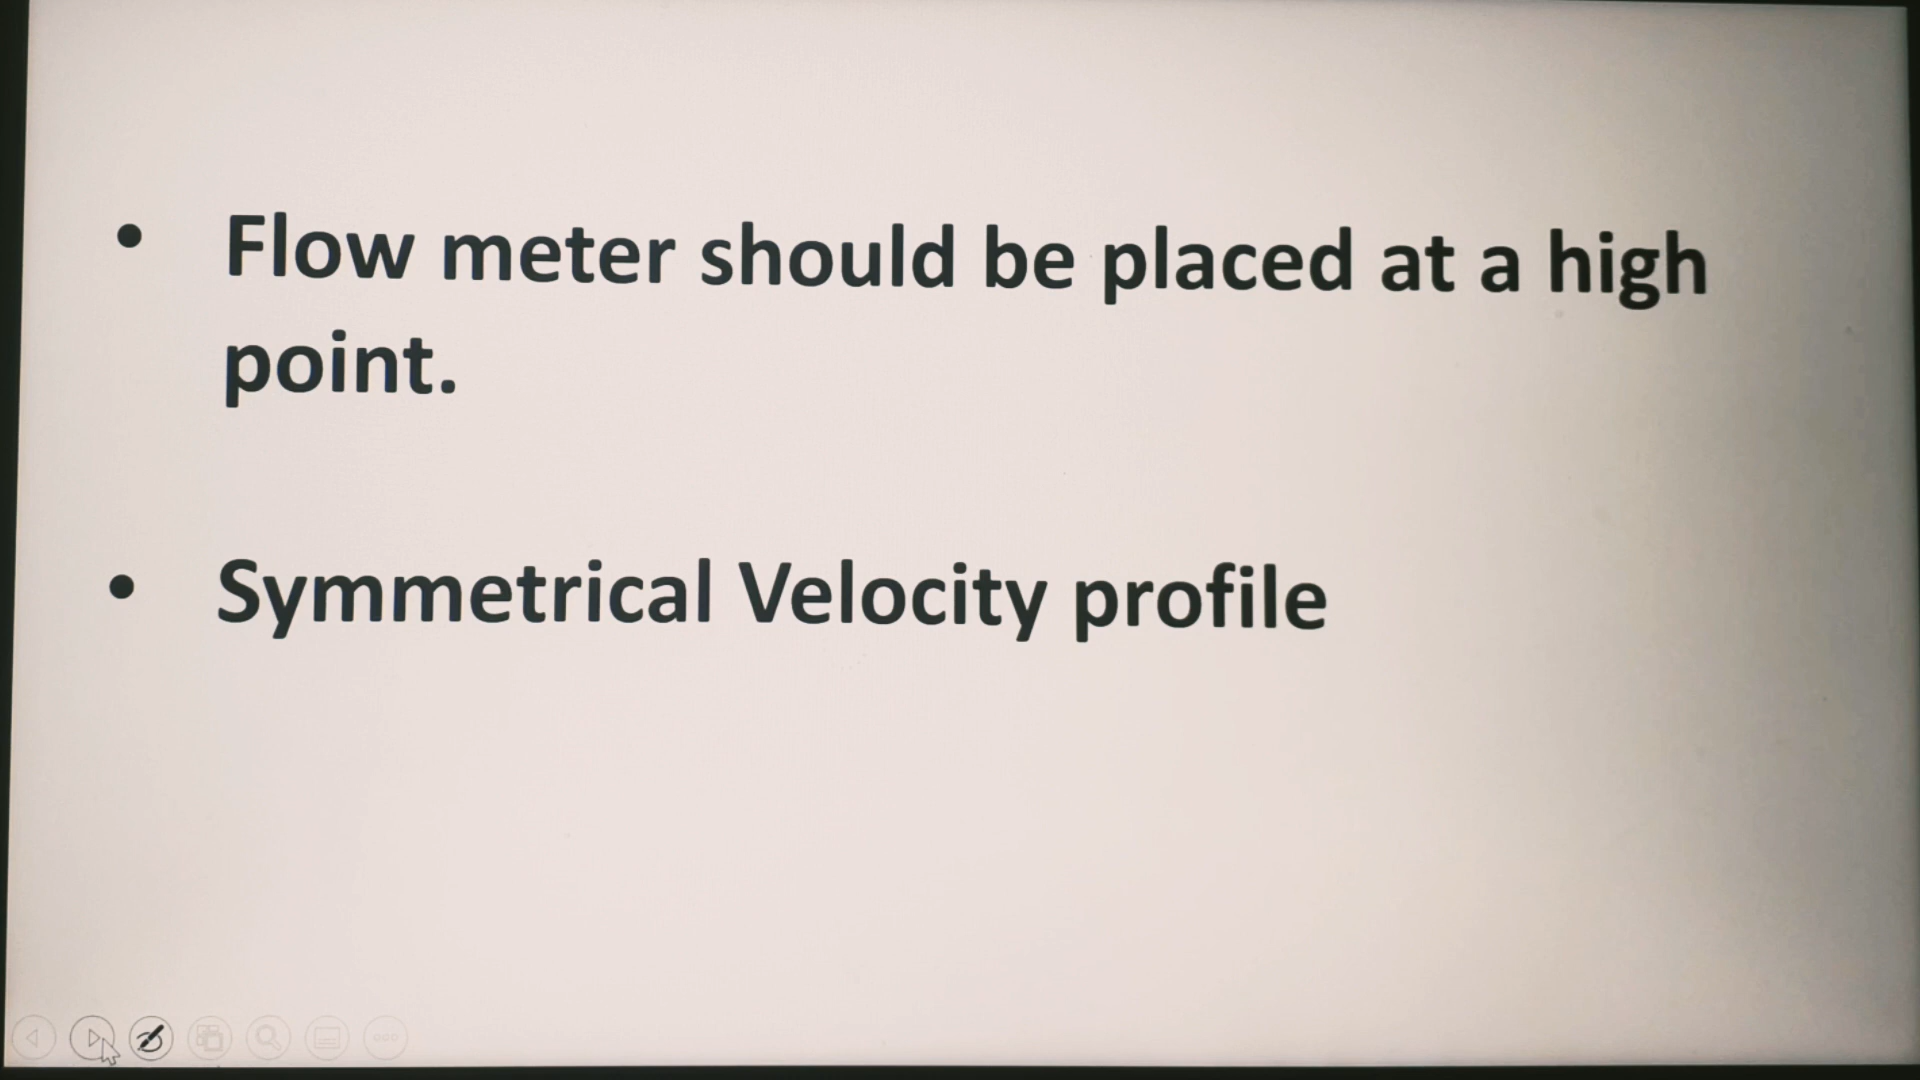 • Flow meter should be placed at a high
point.
• Symmetrical Velocity profile